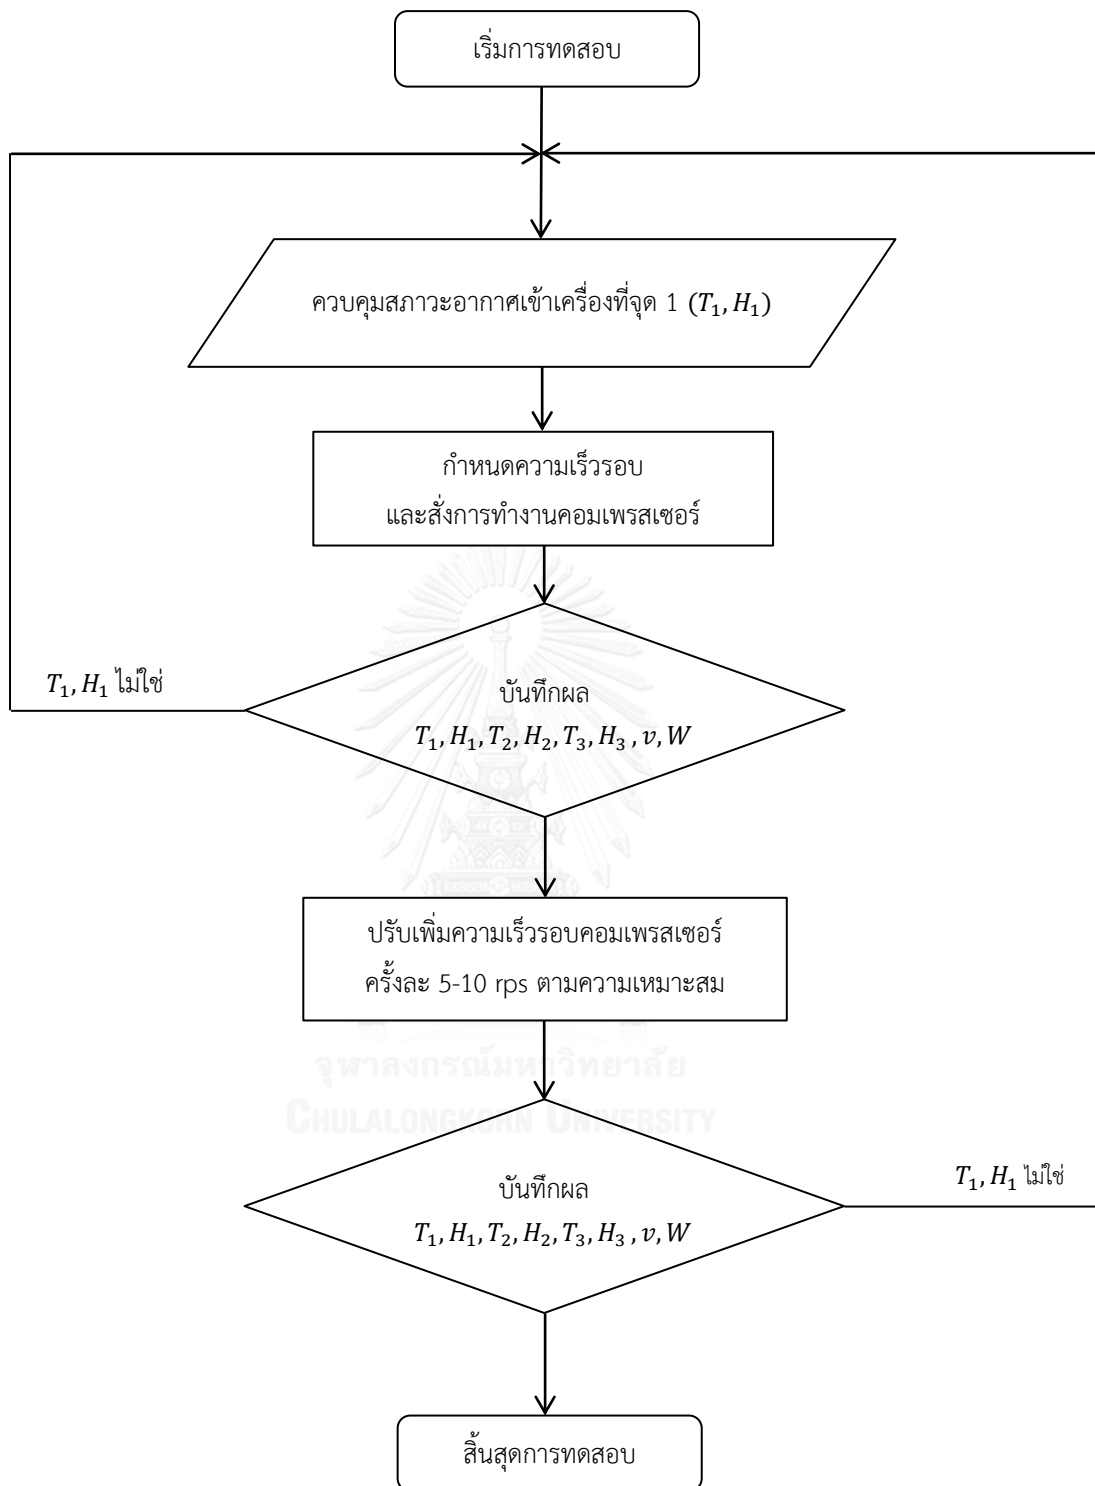 เริ่มการทดสอบ
ควบคุมสภาวะอากาศเข้าเครื่องที่จุด 1 (T₁, H₁)
กำหนดความเร็วรอบ
และสั่งการทำงานคอมเพรสเซอร์
T₁, H₁ ไม่ใช่
บันทึกผล
T₁, H₁, T₂, H₂, T₃, H₃ , v, W
ปรับเพิ่มความเร็วรอบคอมเพรสเซอร์
ครั้งละ 5-10 rps ตามความเหมาะสม
จุฬาลงกรณ์มหาวิทยาลัย
CHULALONGKORN UNIVERSITY
T₁, H₁ ไม่ใช่
บันทึกผล
T₁, H₁, T₂, H₂, T₃, H₃ , v, W
สิ้นสุดการทดสอบ